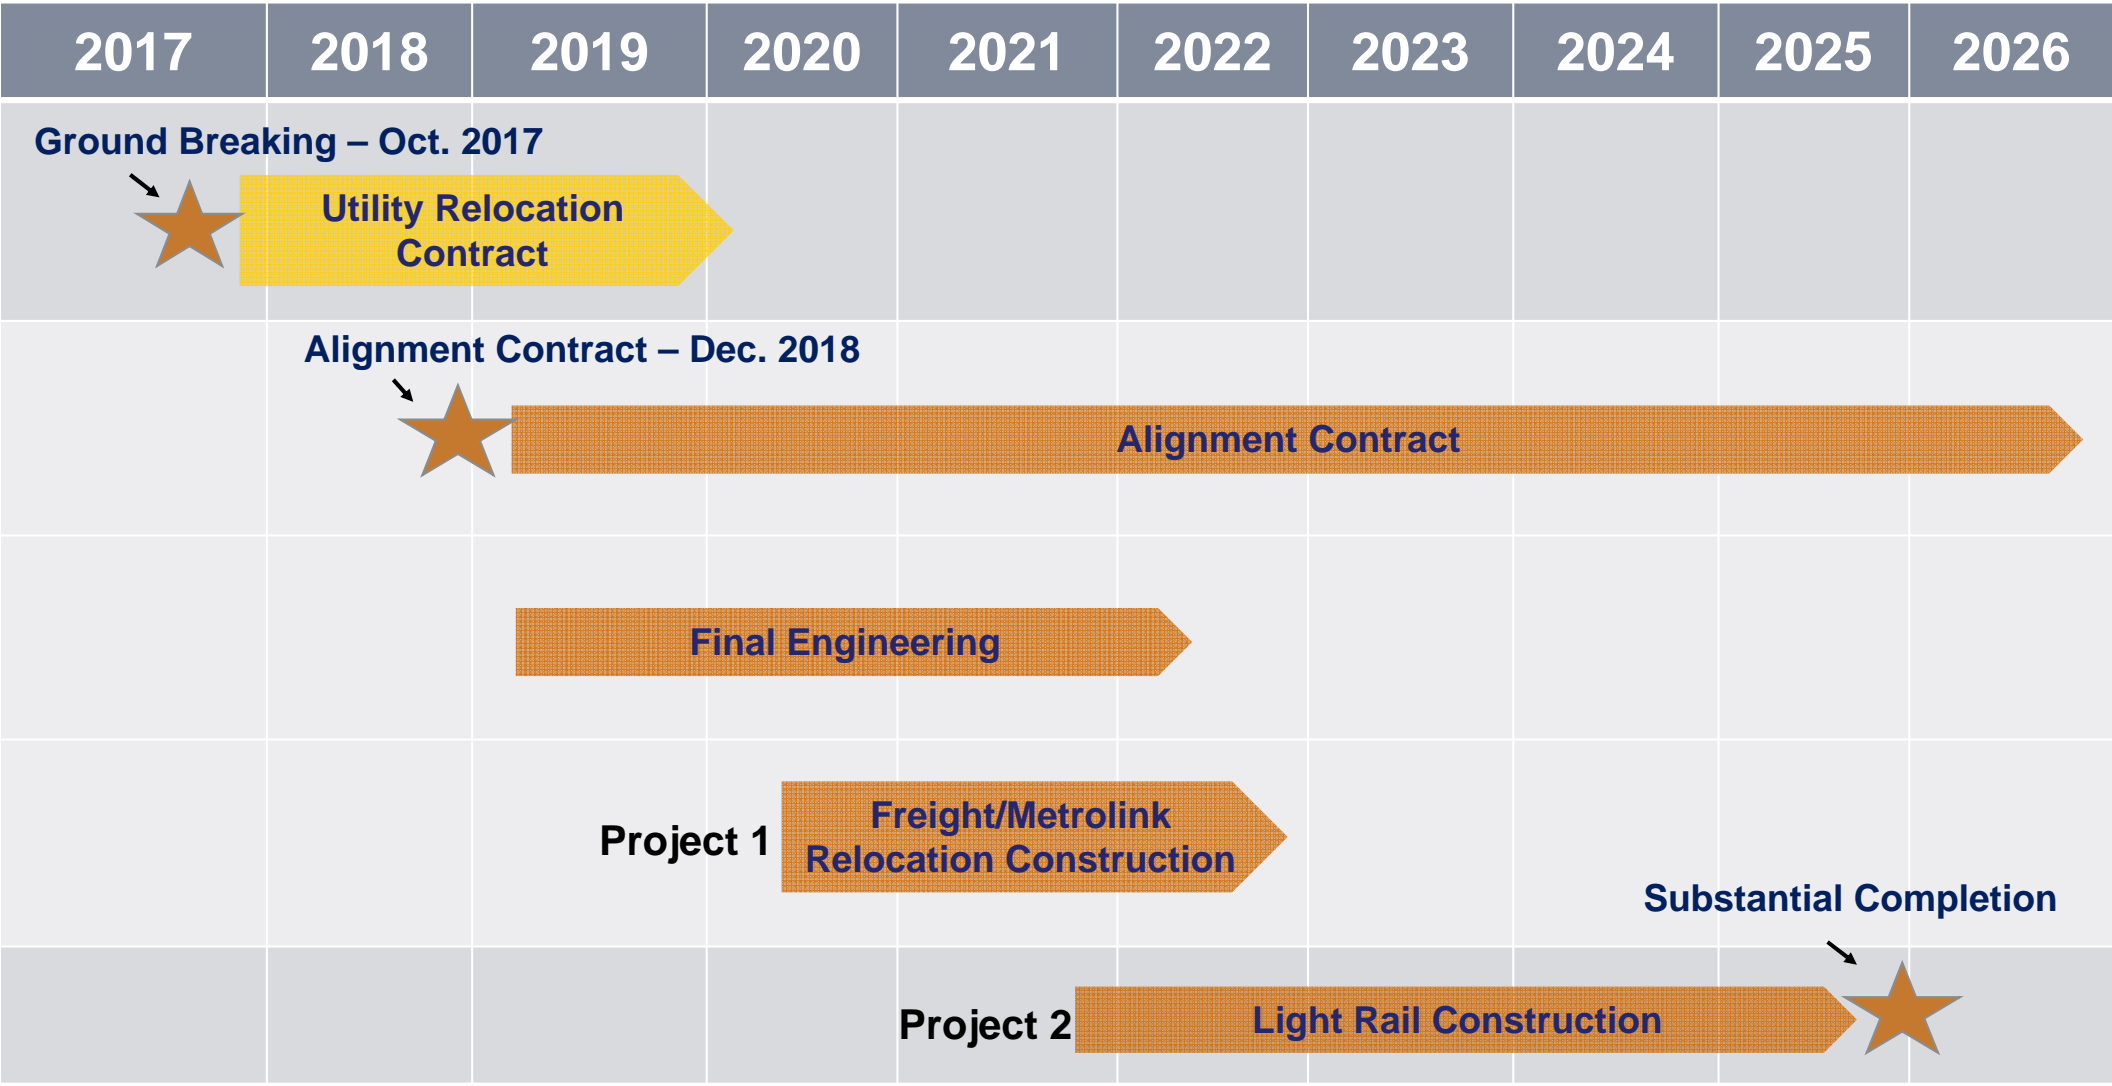 2017 2018 2019 2020 2021 2022 2023 2024 2025 2026
Ground Breaking – Oct. 2017
Utility Relocation
Contract
Alignment Contract – Dec. 2018
Alignment Contract
Final Engineering
Project 1
Freight/Metrolink
Relocation Construction
Substantial Completion
Project 2
Light Rail Construction